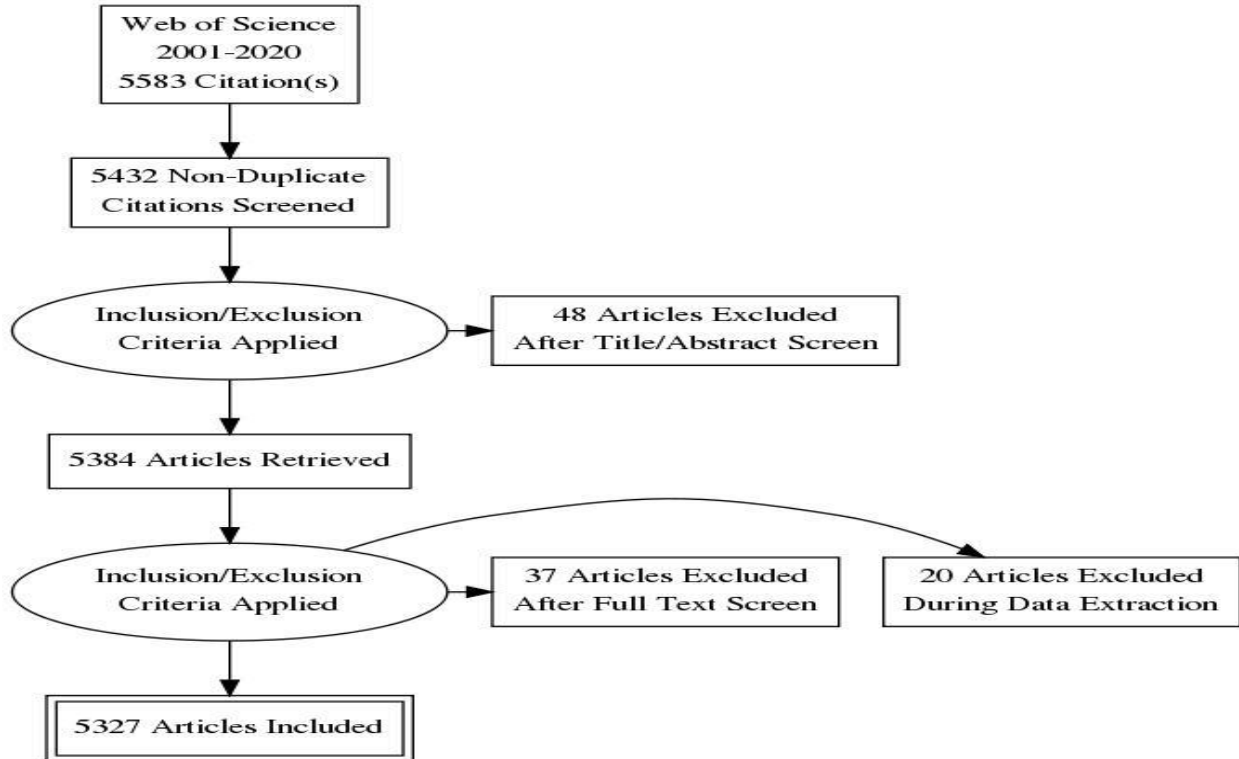 Web of Science
2001-2020
5583 Citation(s)
5432 Non-Duplicate
Citations Screened
Inclusion/Exclusion
Criteria Applied
48 Articles Excluded
After Title/Abstract Screen
5384 Articles Retrieved
Inclusion/Exclusion
Criteria Applied
37 Articles Excluded
After Full Text Screen
20 Articles Excluded
During Data Extraction
5327 Articles Included